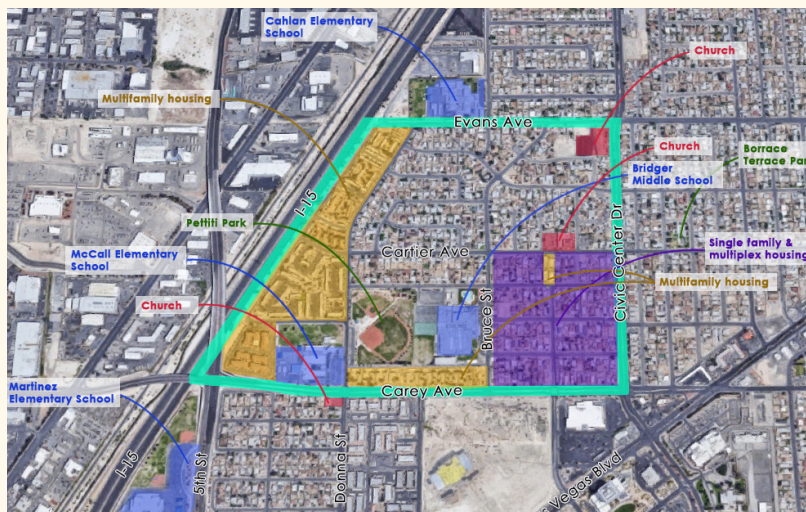 Cahlan Elementary
School
Church
Multifamily housing
Evans Ave
Church
Borrace
Terrace Par
Bridger
Middle School
I-15
Pettiti Park
Civic Center Dr
Cartier Ave
Single family &
multiplex housing
McCall Elementary
School
Multifamily housing
Church
Bruce St
Martinez
Elementary School
Carey Ave
I-15
5th St
Donna St
s Vegas Blvd